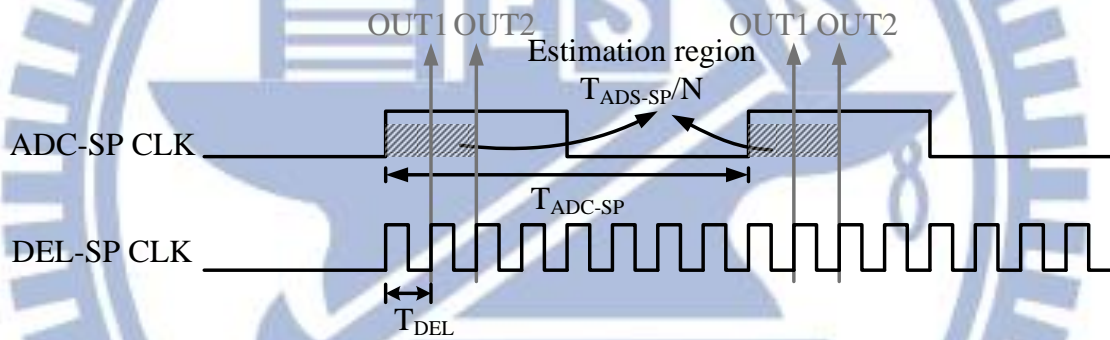 OUT1 OUT2
OUT1 OUT2
Estimation region
TADS-SP/N
ADC-SP CLK
TADC-SP
DEL-SP CLK
TDEL